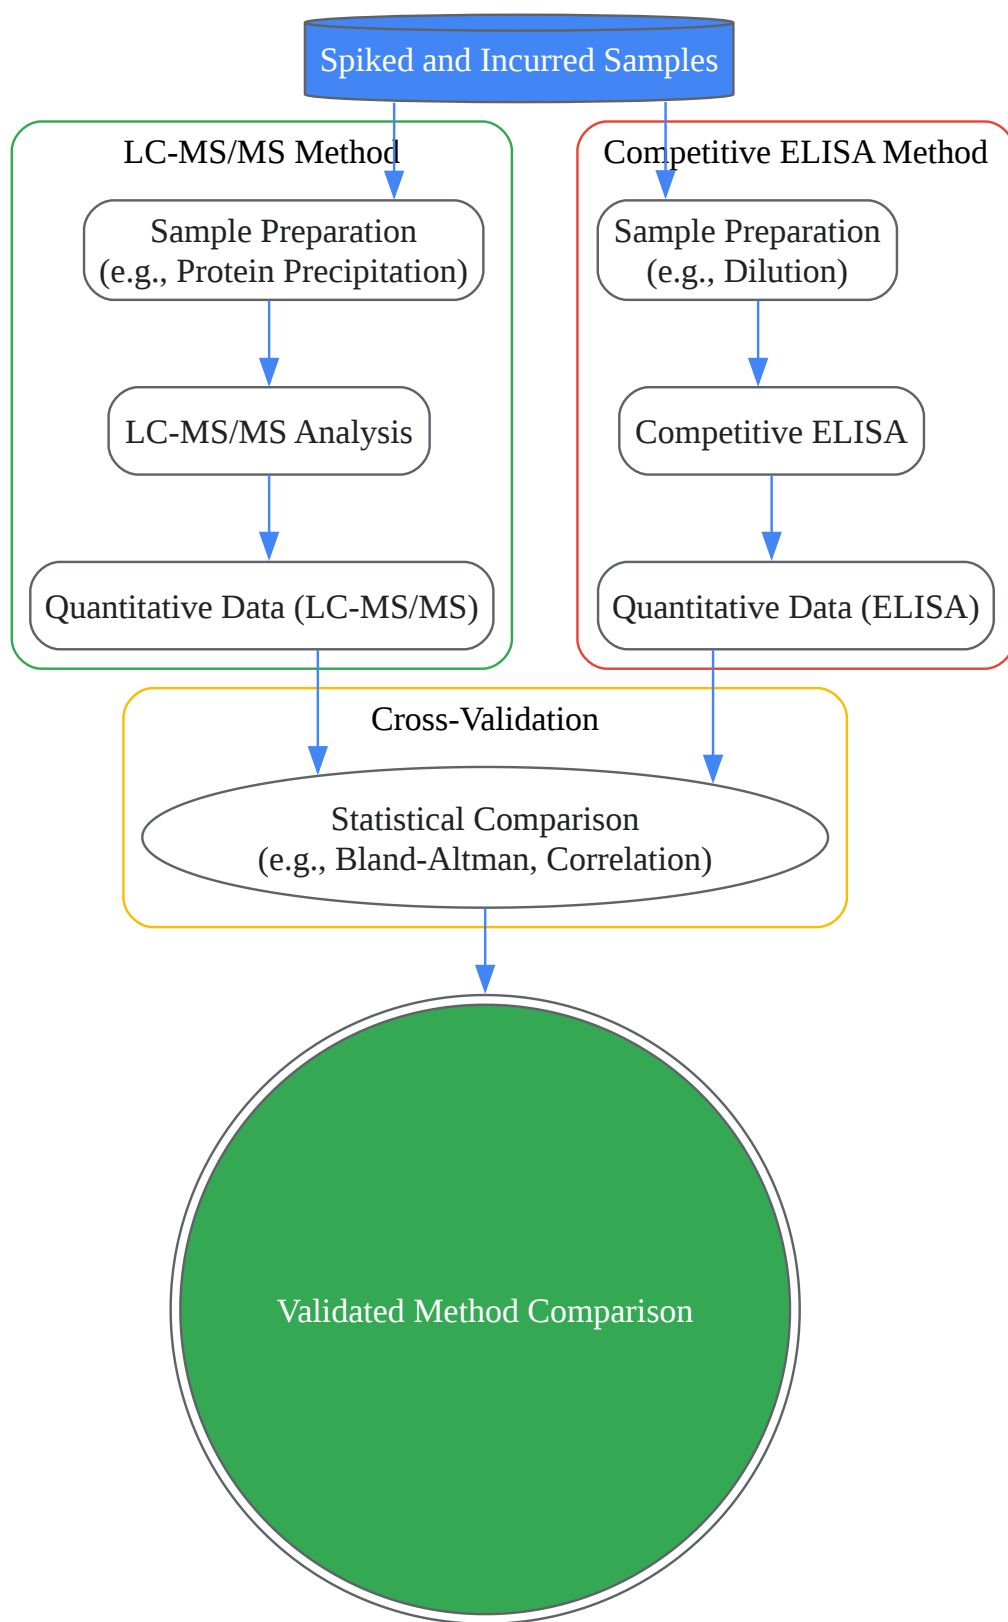 Spiked and Incurred Samples
LC-MS/MS Method
Sample Preparation
(e.g., Protein Precipitation)
LC-MS/MS Analysis
Quantitative Data (LC-MS/MS)
Competitive ELISA Method
Sample Preparation
(e.g., Dilution)
Competitive ELISA
Quantitative Data (ELISA)
Cross-Validation
Statistical Comparison
(e.g., Bland-Altman, Correlation)
Validated Method Comparison